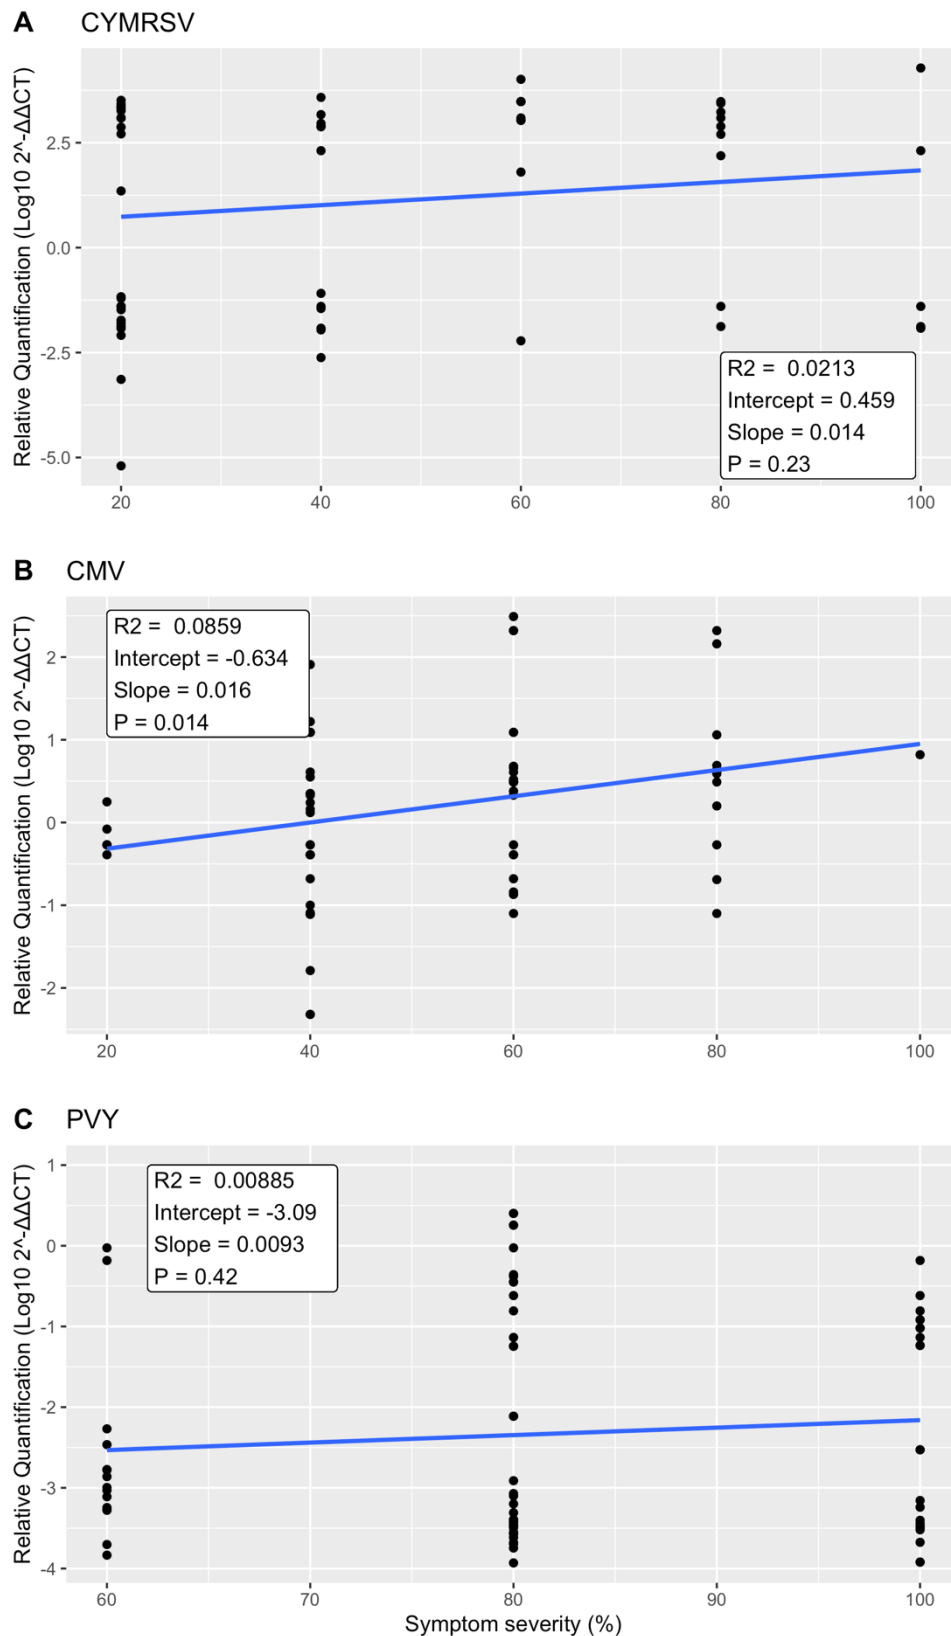 A CYMRSV
Relative Quantification (Log10 2^-ΔΔCT)
2.5
0.0
-2.5
-5.0
R2 =  0.0213
Intercept = 0.459
Slope = 0.014
P = 0.23
20 40 60 80 100
B CMV
Relative Quantification (Log10 2^-ΔΔCT)
R2 =  0.0859
Intercept = -0.634
Slope = 0.016
P = 0.014
2
1
0
-1
-2
20 40 60 80 100
C PVY
Relative Quantification (Log10 2^-ΔΔCT)
R2 =  0.00885
Intercept = -3.09
Slope = 0.0093
P = 0.42
1
0
-1
-2
-3
-4
60 70 80 90 100
Symptom severity (%)